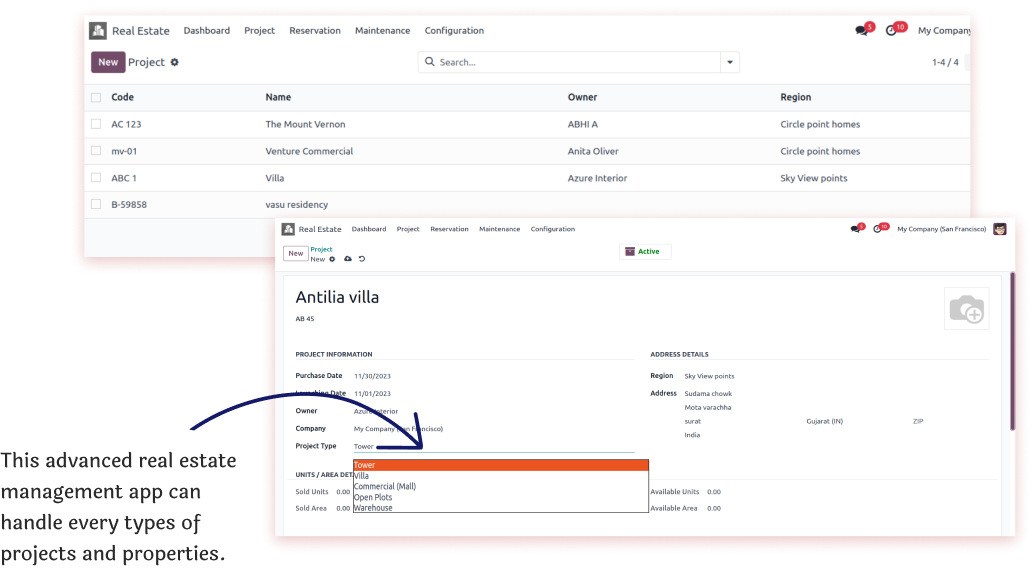 Real Estate Dashboard Project Reservation Maintenance Configuration 5 10 My Company
New Project Search... 1-4 / 4
Code Name Owner Region
AC 123 The Mount Vernon ABHI A Circle point homes
mv-01 Venture Commercial Anita Oliver Circle point homes
ABC 1 Villa Azure Interior Sky View points
B-59858 vasu residency
Real Estate Dashboard Project Reservation Maintenance Configuration 5 10 My Company (San Francisco)
New Project Active
New
Antilia villa
AB 45
PROJECT INFORMATION ADDRESS DETAILS
Purchase Date 11/30/2023 Region Sky View points
Launching Date 11/01/2023 Address Sudama chowk
Owner Azure Interior Mota varachha
Company My Company (San Francisco) surat Gujarat (IN) ZIP
India
Project Type Tower
Tower
UNITS / AREA DET Villa
Commercial (Mall)
Sold Units 0.00 Available Units 0.00
Open Plots
Sold Area 0.00 Warehouse Available Area 0.00
This advanced real estate
management app can
handle every types of
projects and properties.